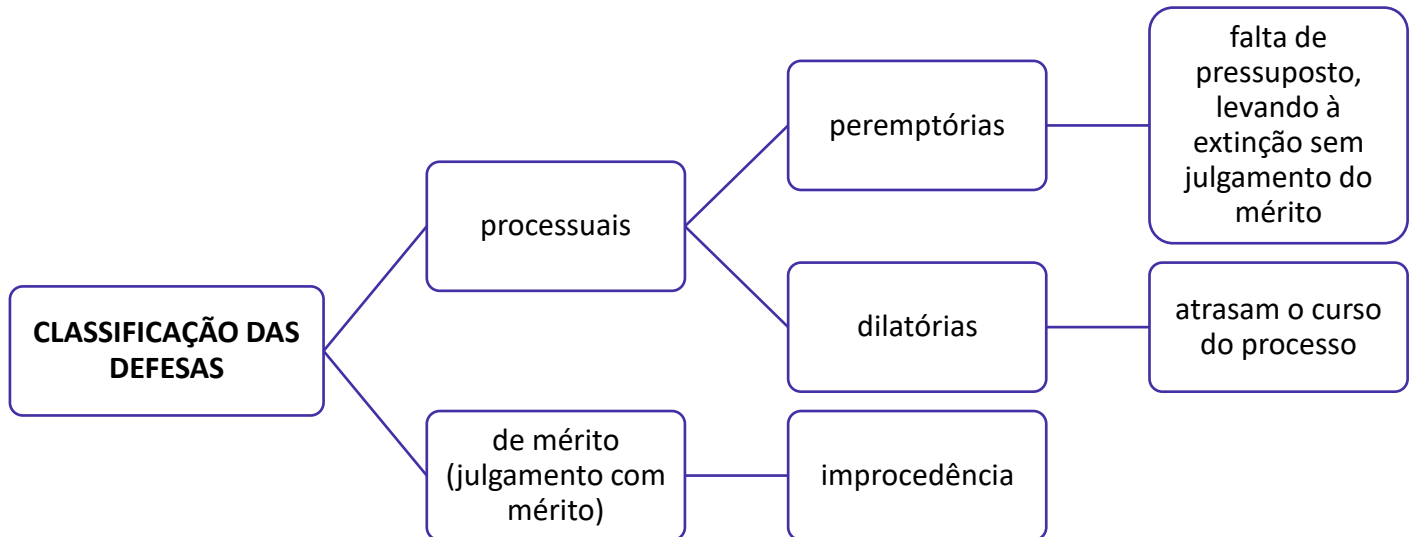 CLASSIFICAÇÃO DAS
DEFESAS
processuais
peremptórias
falta de
pressuposto,
levando à
extinção sem
julgamento do
mérito
dilatórias
atrasam o curso
do processo
de mérito
(julgamento com
mérito)
improcedência